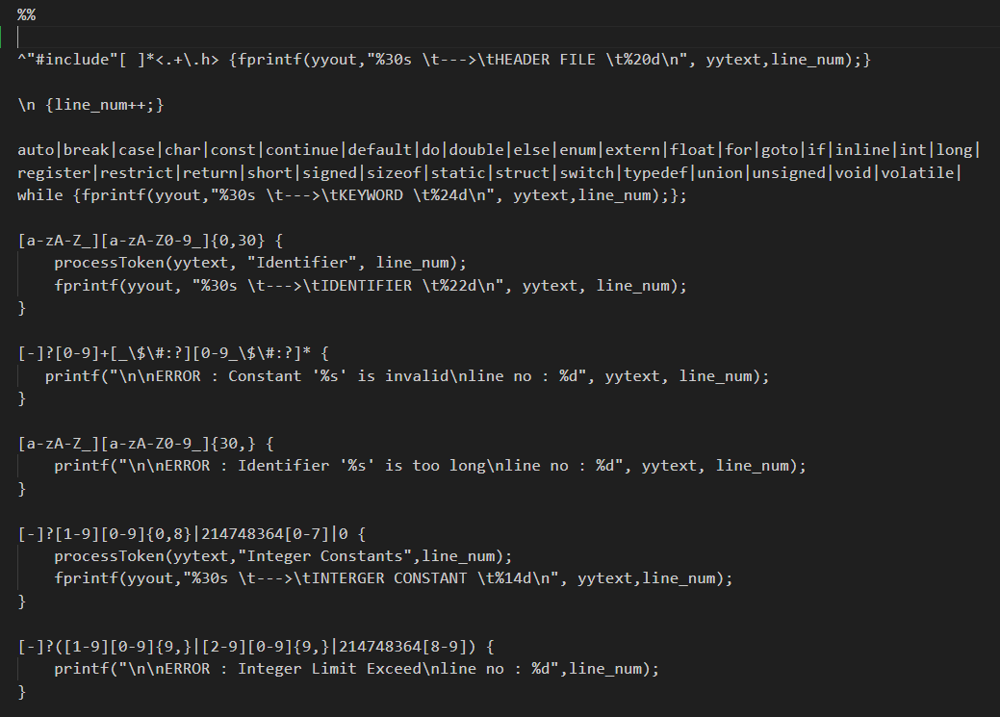 %%
^"#include"[ ]*<.+\.h> {fprintf(yyout,"%30s \t--->\tHEADER FILE \t%20d\n", yytext,line_num);}
\n {line_num++;}
auto|break|case|char|const|continue|default|do|double|else|enum|extern|float|for|goto|if|inline|int|long|
register|restrict|return|short|signed|sizeof|static|struct|switch|typedef|union|unsigned|void|volatile|
while {fprintf(yyout,"%30s \t--->\tKEYWORD \t%24d\n", yytext,line_num);};
[a-zA-Z_][a-zA-Z0-9_]{0,30} {
    processToken(yytext, "Identifier", line_num);
    fprintf(yyout, "%30s \t--->\tIDENTIFIER \t%22d\n", yytext, line_num);
}
[-]?[0-9]+[_\$\#:?][0-9_\$\#:?]* {
   printf("\n\nERROR : Constant '%s' is invalid\nline no : %d", yytext, line_num);
}
[a-zA-Z_][a-zA-Z0-9_]{30,} {
    printf("\n\nERROR : Identifier '%s' is too long\nline no : %d", yytext, line_num);
}
[-]?[1-9][0-9]{0,8}|214748364[0-7]|0 {
    processToken(yytext,"Integer Constants",line_num);
    fprintf(yyout,"%30s \t--->\tINTERGER CONSTANT \t%14d\n", yytext,line_num);
}
[-]?([1-9][0-9]{9,}|[2-9][0-9]{9,}|214748364[8-9]) {
    printf("\n\nERROR : Integer Limit Exceed\nline no : %d",line_num);
}